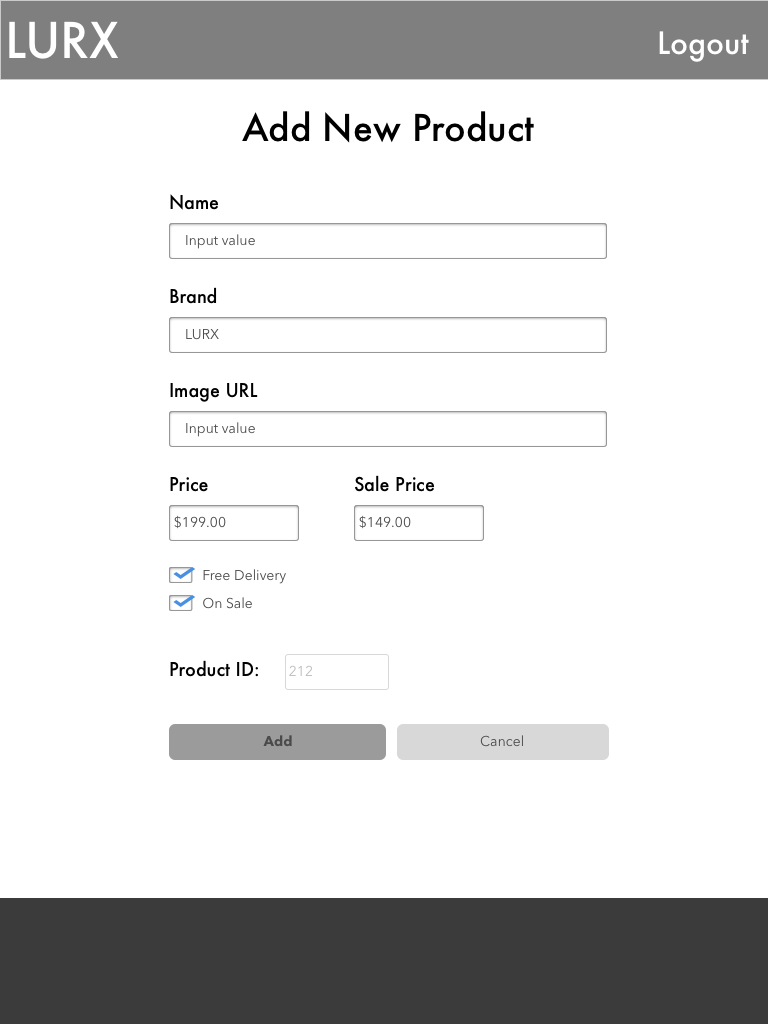 LURX
Logout
Add New Product
Name
Input value
Brand
LURX
Image URL
Input value
Price
Sale Price
$199.00
$149.00
Free Delivery
On Sale
Product ID:
212
Add
Cancel